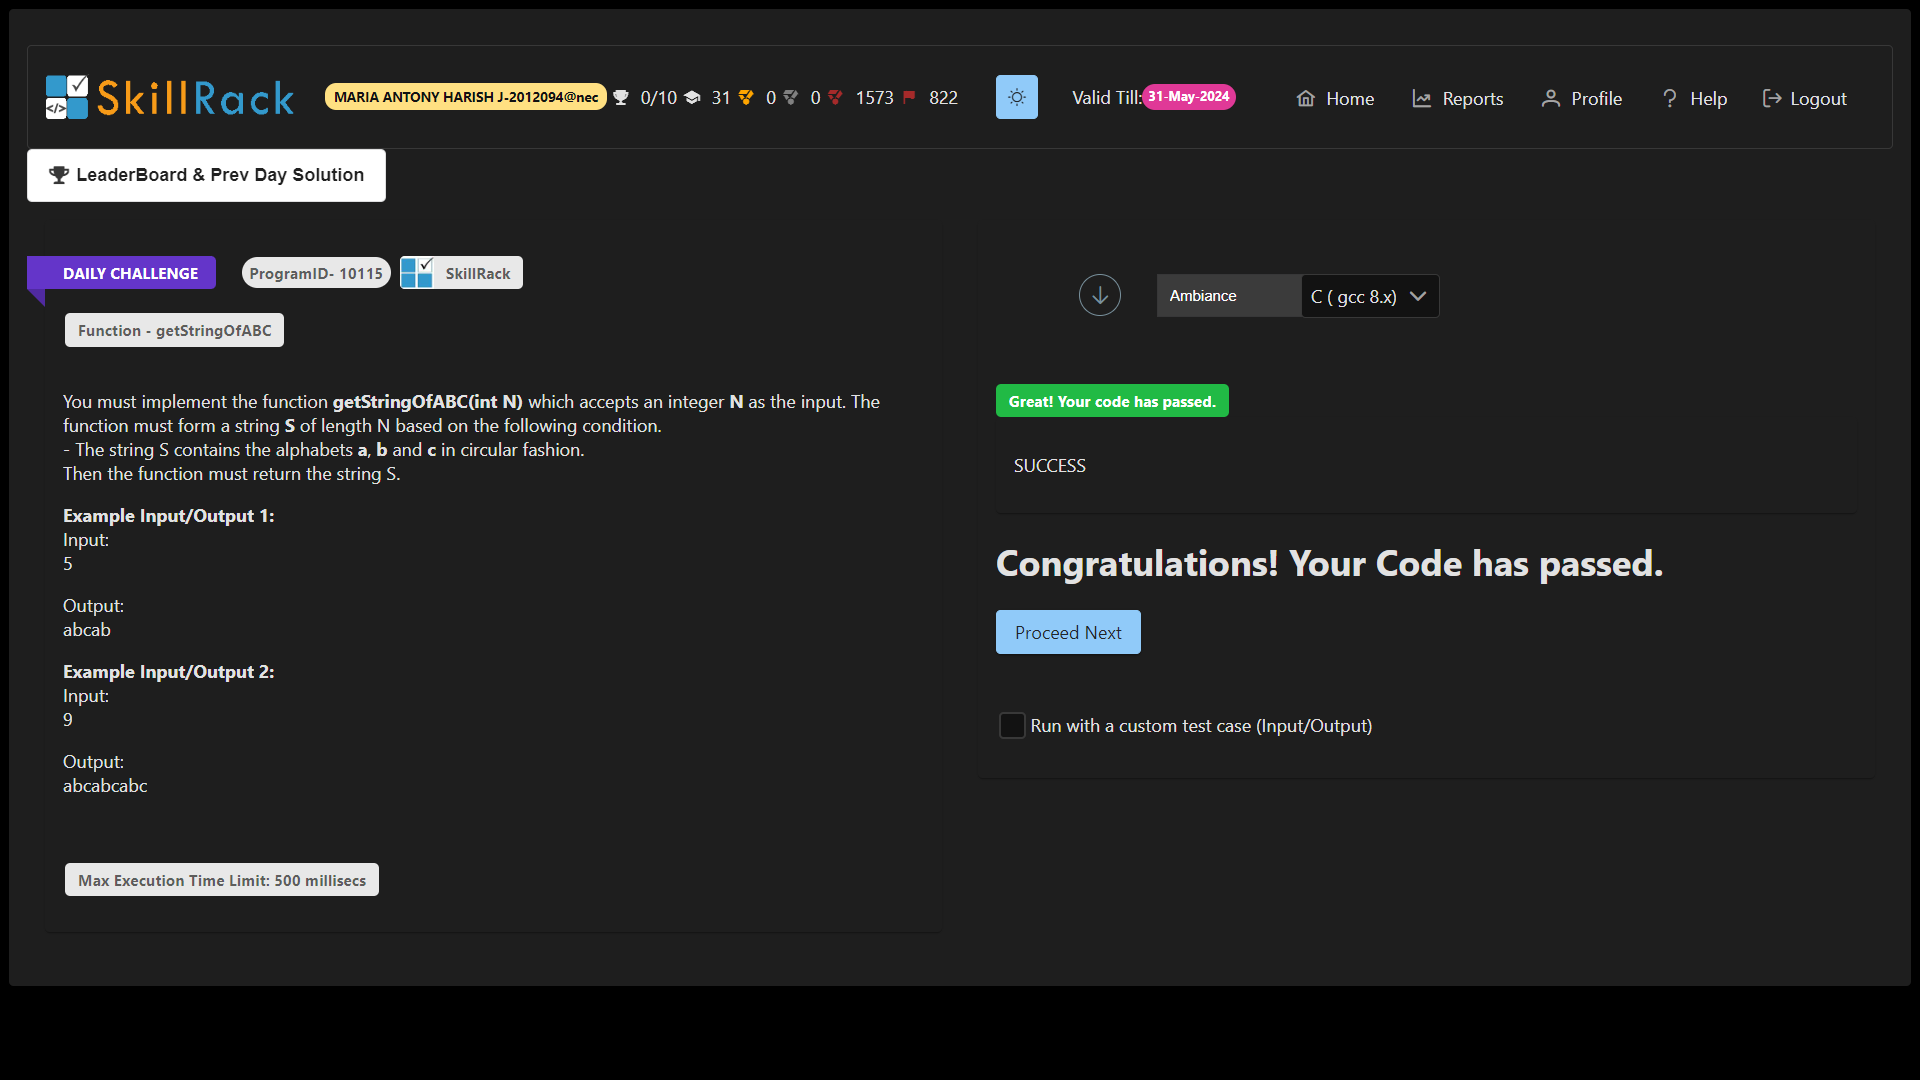 SkillRack
MARIA ANTONY HARISH J-2012094@nec 0/10 31 0 0 1573 822
Valid Till: 31-May-2024
Home Reports Profile Help Logout
LeaderBoard & Prev Day Solution
DAILY CHALLENGE ProgramID- 10115 SkillRack
Function - getStringOfABC
You must implement the function getStringOfABC(int N) which accepts an integer N as the input. The
function must form a string S of length N based on the following condition.
- The string S contains the alphabets a, b and c in circular fashion.
Then the function must return the string S.
Example Input/Output 1:
Input:
5
Output:
abcab
Example Input/Output 2:
Input:
9
Output:
abcabcabc
Max Execution Time Limit: 500 millisecs
Ambiance C ( gcc 8.x)
Great! Your code has passed.
SUCCESS
Congratulations! Your Code has passed.
Proceed Next
Run with a custom test case (Input/Output)